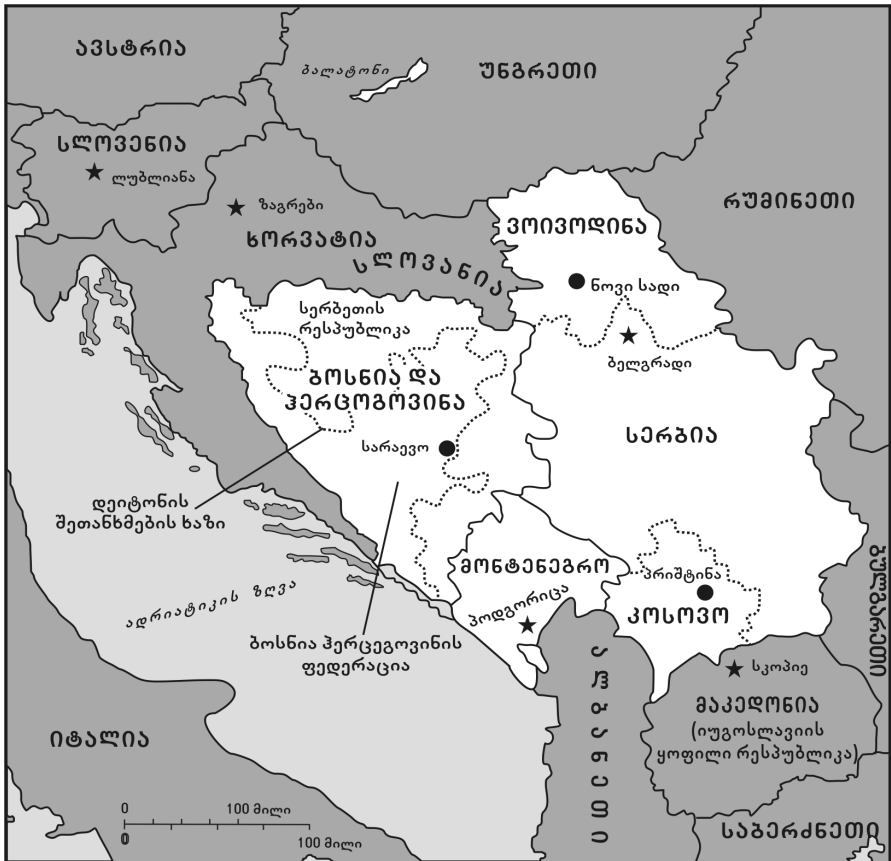 ავსტრია
ბალატონი
უნგრეთი
სლოვენია
ლუბლიანა
ზაგრები
ხორვატია
სლოვანია
ვოივოდინა
ნოვი სადი
რუმინეთი
სერბეთის
რესპუბლიკა
ბელგრადი
ბოსნია და
ჰერცოგოვინა
სარაევო
სერბია
დეიტონის
შეთანხმების ხაზი
მონტენეგრო
პოდგორიცა
პრიშტინა
კოსოვო
ბულგარეთი
ადრიატიკის ზღვა
ბოსნია ჰერცეგოვინის
ფედერაცია
ალბანეთი
სკოპიე
მაკედონია
(იუგოსლავიის
ყოფილი რესპუბლიკა)
იტალია
საბერძნეთი
0 100 მილი
0 100 მილი